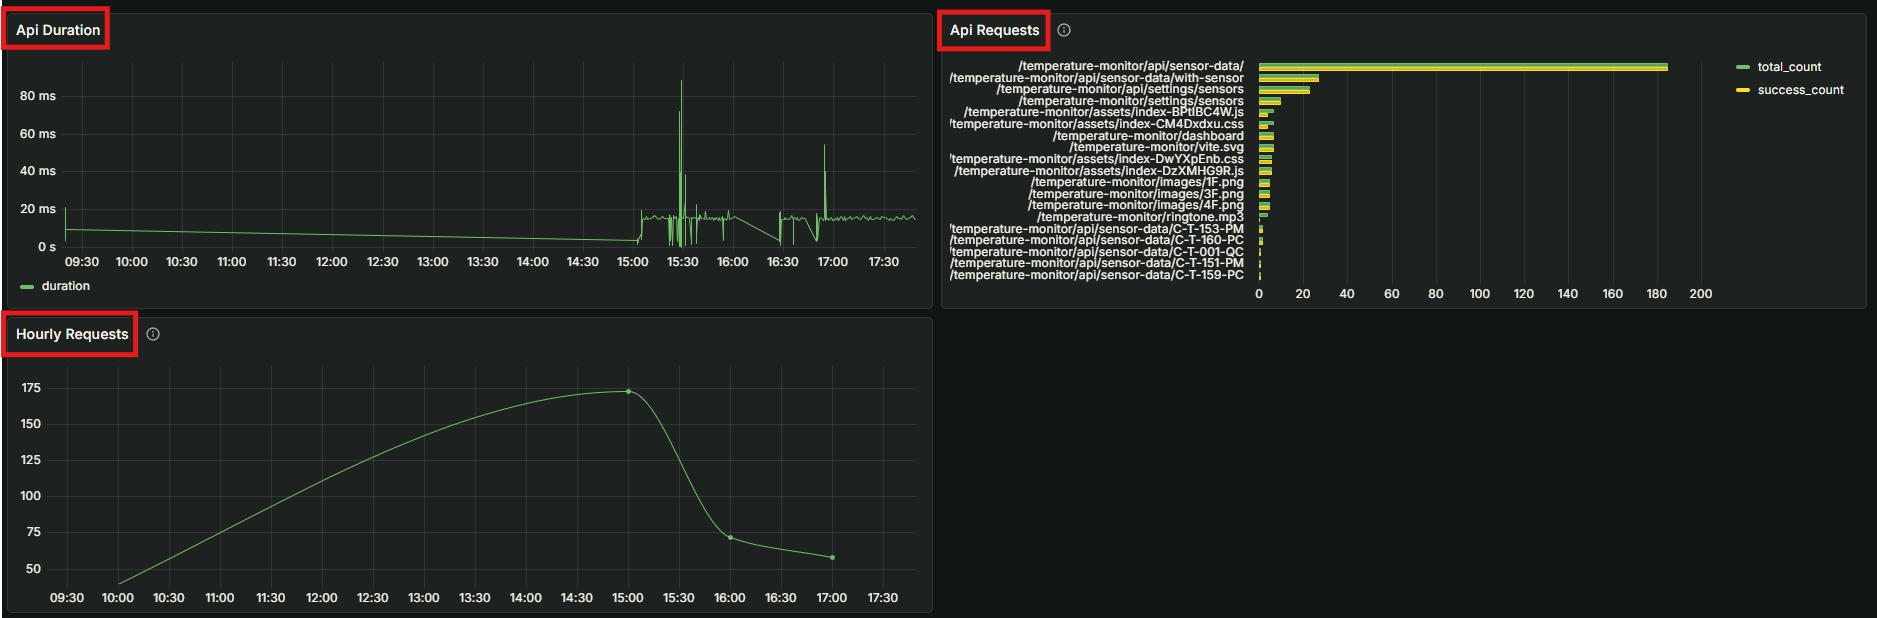 Api Duration
80 ms
60 ms
40 ms
20 ms
0 s
09:30 10:00 10:30 11:00 11:30 12:00 12:30 13:00 13:30 14:00 14:30 15:00 15:30 16:00 16:30 17:00 17:30
duration
Api Requests
/temperature-monitor/api/sensor-data/
/temperature-monitor/api/sensor-data/with-sensor
/temperature-monitor/api/settings/sensors
/temperature-monitor/settings/sensors
/temperature-monitor/assets/index-BPtIBC4W.js
/temperature-monitor/assets/index-CM4Dxdxu.css
/temperature-monitor/dashboard
/temperature-monitor/vite.svg
/temperature-monitor/assets/index-DwYXpEnb.css
/temperature-monitor/assets/index-DzXMHG9R.js
/temperature-monitor/images/1F.png
/temperature-monitor/images/3F.png
/temperature-monitor/images/4F.png
/temperature-monitor/ringtone.mp3
/temperature-monitor/api/sensor-data/C-T-153-PM
/temperature-monitor/api/sensor-data/C-T-160-PC
/temperature-monitor/api/sensor-data/C-T-001-QC
/temperature-monitor/api/sensor-data/C-T-151-PM
/temperature-monitor/api/sensor-data/C-T-159-PC
0 20 40 60 80 100 120 140 160 180 200
total_count
success_count
Hourly Requests
175
150
125
100
75
50
09:30 10:00 10:30 11:00 11:30 12:00 12:30 13:00 13:30 14:00 14:30 15:00 15:30 16:00 16:30 17:00 17:30